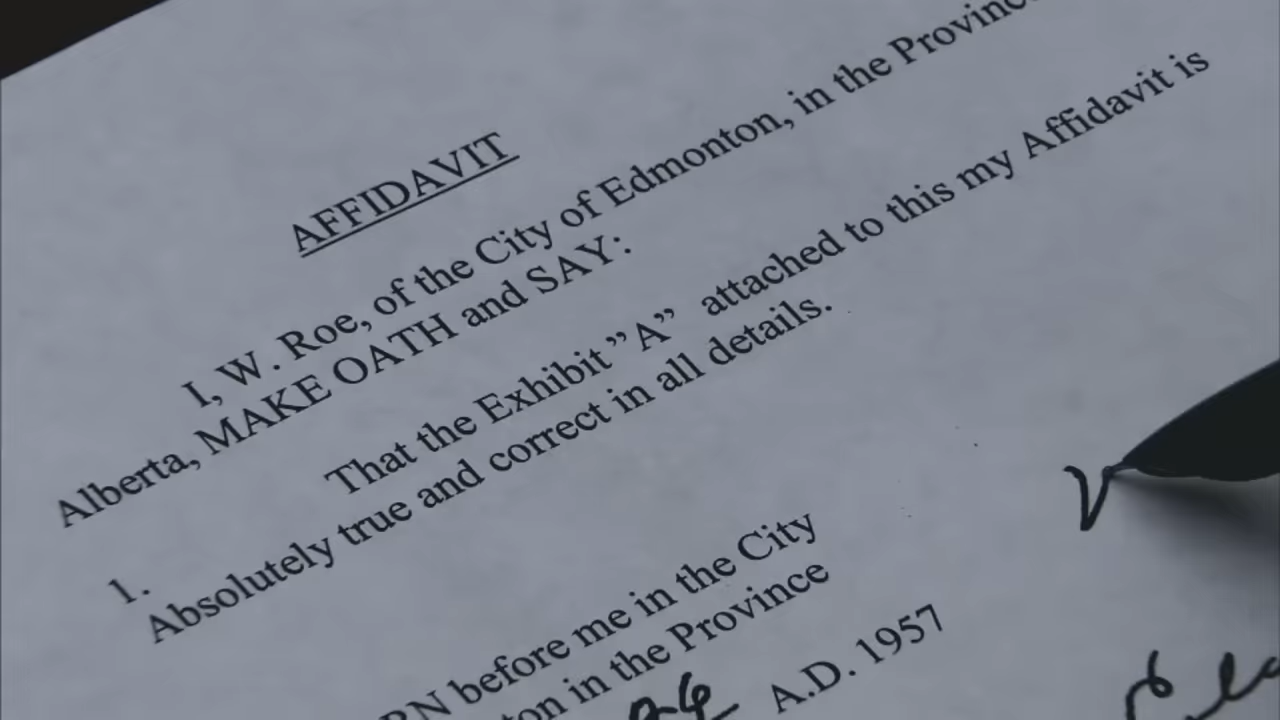 AFFIDAVIT
I, W. Roe, of the City of Edmonton, in the Province
Alberta, MAKE OATH and SAY:
1. That the Exhibit ”A” attached to this my Affidavit is
Absolutely true and correct in all details.
RN before me in the City
ton in the Province
A.D. 1957